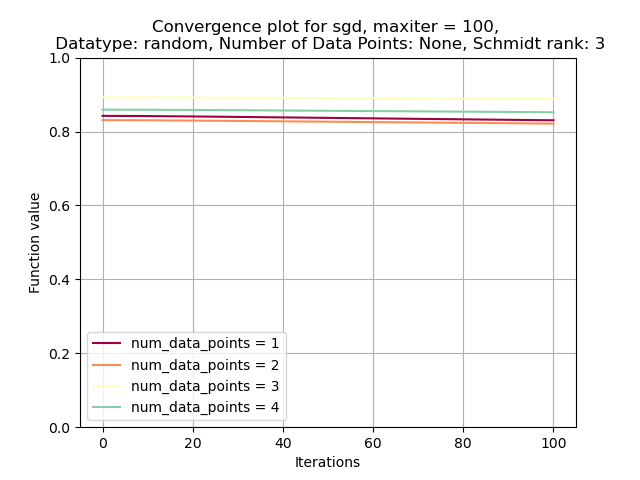 Convergence plot for sgd, maxiter = 100,
Datatype: random, Number of Data Points: None, Schmidt rank: 3
1.0
0.8
0.6
0.4
0.2
0.0
Function value
num_data_points = 1
num_data_points = 2
num_data_points = 3
num_data_points = 4
0 20 40 60 80 100
Iterations